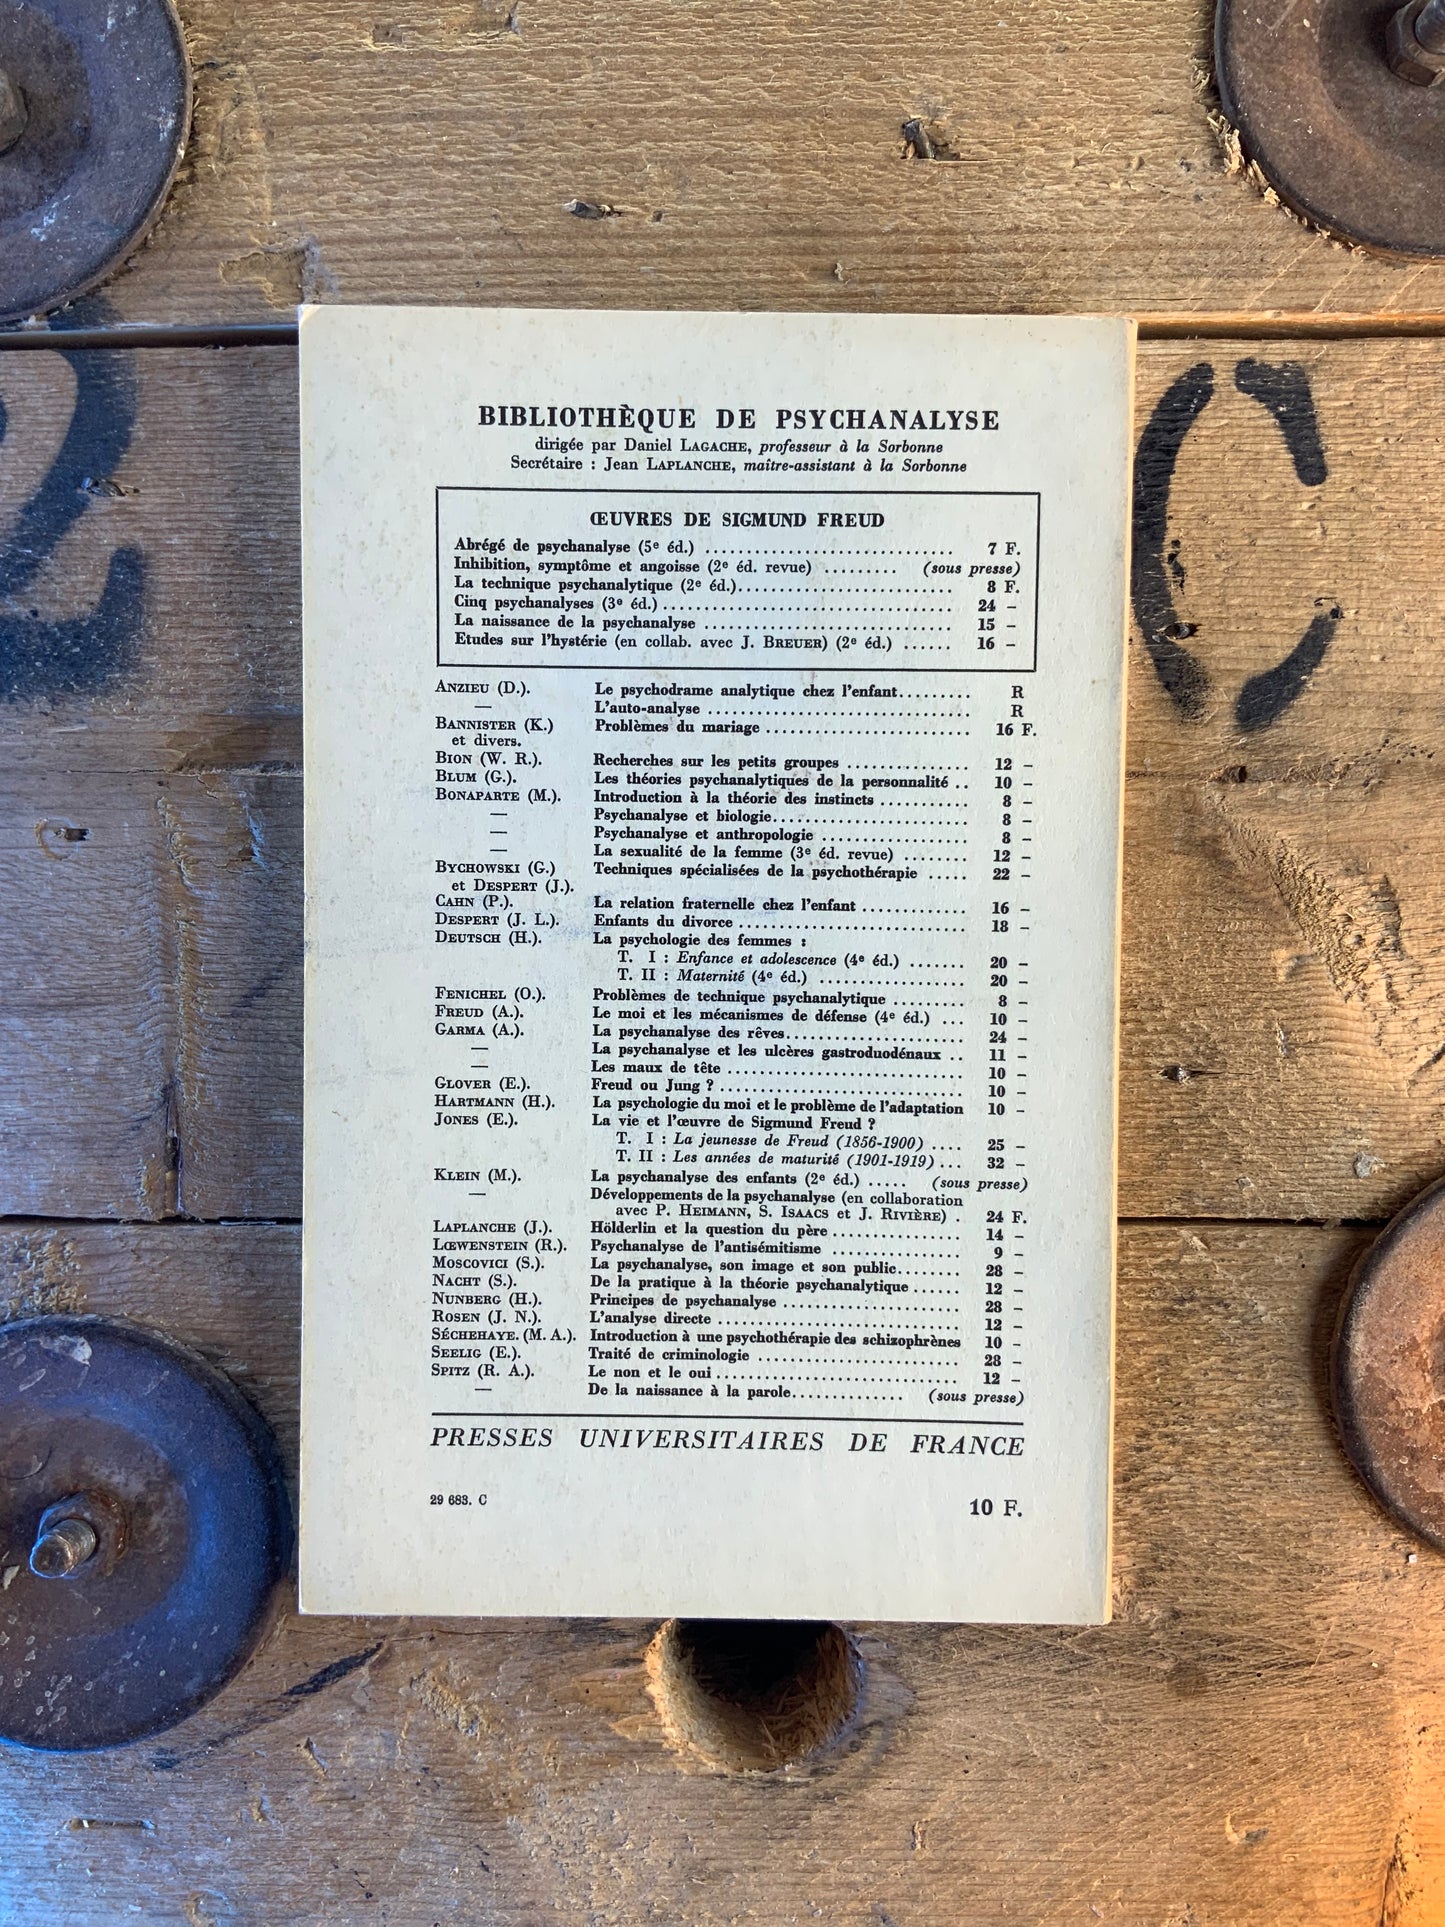 BIBLIOTHÈQUE DE PSYCHANALYSE
dirigée par Daniel LAGACHE, professeur à la Sorbonne
Secrétaire : Jean LAPLANCHE, maître-assistant à la Sorbonne
ŒUVRES DE SIGMUND FREUD
Abrégé de psychanalyse (5e éd.) .............................. 7 F.
Inhibition, symptôme et angoisse (2e éd. revue) ......... (sous presse)
La technique psychanalytique (2e éd.).......................... 8 F.
Cinq psychanalyses (3e éd.) ................................... 24 –
La naissance de la psychanalyse .............................. 15 –
Etudes sur l'hystérie (en collab. avec J. BREUER) (2e éd.) ...... 16 –
ANZIEU (D.). Le psychodrame analytique chez l'enfant......... R
— L'auto-analyse ................................ R
BANNISTER (K.) Problèmes du mariage ......................... 16 F.
et divers.
BION (W. R.). Recherches sur les petits groupes ............... 12 –
BLUM (G.). Les théories psychanalytiques de la personnalité .. 10 –
BONAPARTE (M.). Introduction à la théorie des instincts ........... 8 –
— Psychanalyse et biologie........................ 8 –
— Psychanalyse et anthropologie .................. 8 –
— La sexualité de la femme (3e éd. revue) ........ 12 –
BYCHOWSKI (G.) Techniques spécialisées de la psychothérapie ..... 22 –
et DESPERT (J.).
CAHN (P.). La relation fraternelle chez l'enfant ............. 16 –
DESPERT (J. L.). Enfants du divorce ............................ 18 –
DEUTSCH (H.). La psychologie des femmes :
T. I : Enfance et adolescence (4e éd.) ....... 20 –
T. II : Maternité (4e éd.) .................. 20 –
FENICHEL (O.). Problèmes de technique psychanalytique ......... 8 –
FREUD (A.). Le moi et les mécanismes de défense (4e éd.) ... 10 –
GARMA (A.). La psychanalyse des rêves...................... 24 –
— La psychanalyse et les ulcères gastroduodénaux .. 11 –
— Les maux de tête ............................. 10 –
GLOVER (E.). Freud ou Jung ? .............................. 10 –
HARTMANN (H.). La psychologie du moi et le problème de l'adaptation 10 –
JONES (E.). La vie et l'œuvre de Sigmund Freud ?
T. I : La jeunesse de Freud (1856-1900) .... 25 –
T. II : Les années de maturité (1901-1919) ... 32 –
KLEIN (M.). La psychanalyse des enfants (2e éd.) ..... (sous presse)
— Développements de la psychanalyse (en collaboration
avec P. HEIMANN, S. ISAACS et J. RIVIÈRE) . 24 F.
LAPLANCHE (J.). Hölderlin et la question du père ................ 14 –
LŒWENSTEIN (R.). Psychanalyse de l'antisémitisme ................ 9 –
MOSCOVICI (S.). La psychanalyse, son image et son public........ 28 –
NACHT (S.). De la pratique à la théorie psychanalytique ...... 12 –
NUNBERG (H.). Principes de psychanalyse ...................... 28 –
ROSEN (J. N.). L'analyse directe .............................. 12 –
SÉCHEHAYE. (M. A.). Introduction à une psychothérapie des schizophrènes 10 –
SEELIG (E.). Traité de criminologie ......................... 28 –
SPITZ (R. A.). Le non et le oui .............................. 12 –
— De la naissance à la parole.............. (sous presse)
PRESSES UNIVERSITAIRES DE FRANCE
29 683. C 10 F.
C